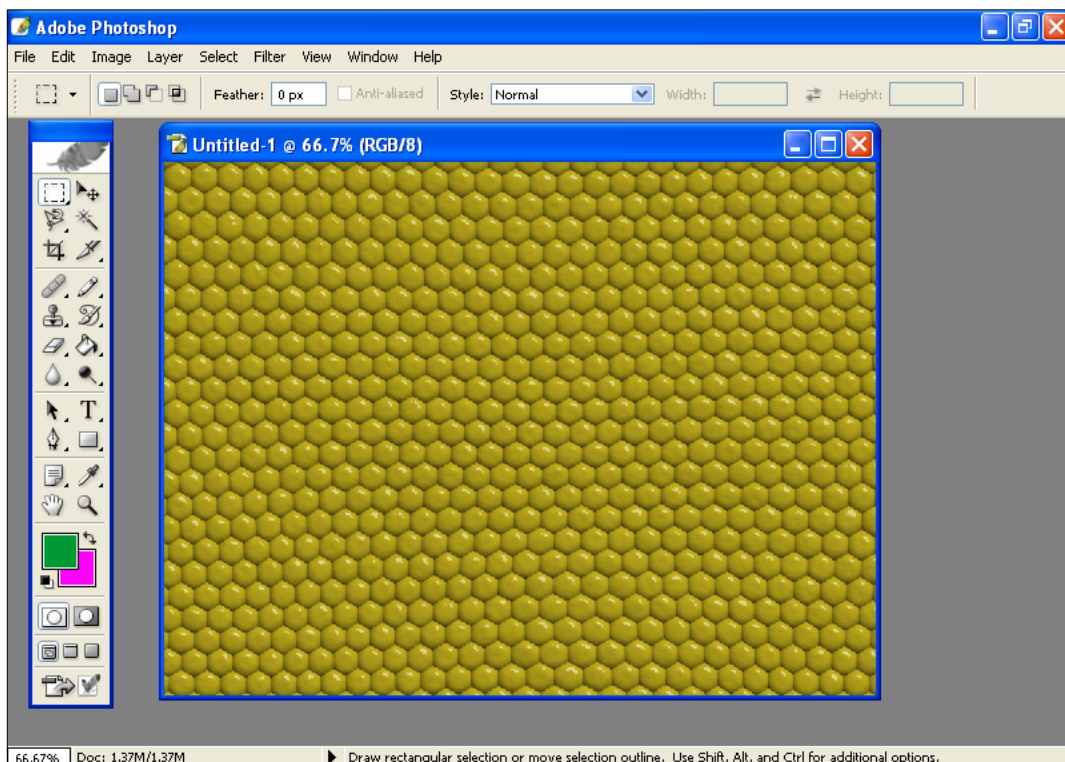 Adobe Photoshop
File Edit Image Layer Select Filter View Window Help
Feather: 0 px Anti-aliased Style: Normal Width: Height:
Untitled-1 @ 66.7% (RGB/8)
T
66.67% Doc: 1.37M/1.37M Draw rectangular selection or move selection outline. Use Shift, Alt, and Ctrl for additional options.